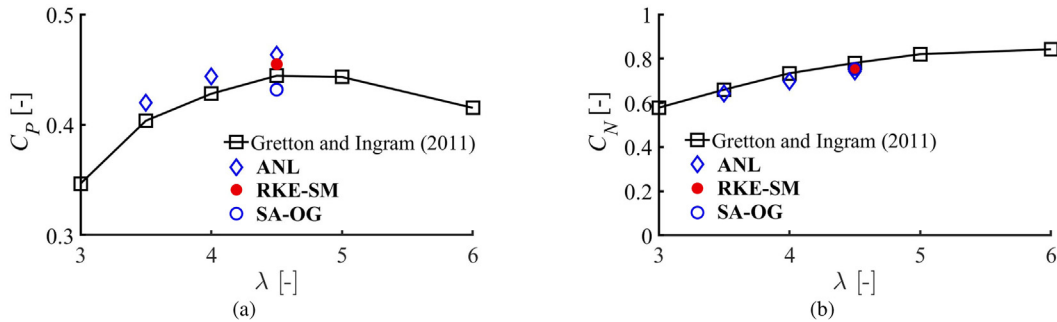 0.5
0.4
0.3
C_P [-]
Gretton and Ingram (2011)
ANL
RKE-SM
SA-OG
3 4 5 6
λ [-]
(a)
1
0.8
0.6
0.4
0.2
0
C_N [-]
Gretton and Ingram (2011)
ANL
RKE-SM
SA-OG
3 4 5 6
λ [-]
(b)